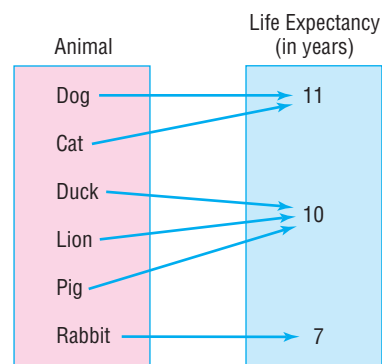 Animal
Life Expectancy
(in years)
Dog
11
Cat
Duck
10
Lion
Pig
Rabbit
7